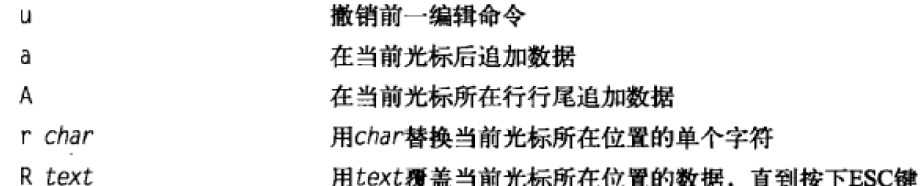 u 撤销前一编辑命令
a 在当前光标后追加数据
A 在当前光标所在行行尾追加数据
r char 用char替换当前光标所在位置的单个字符
R text 用text覆盖当前光标所在位置的数据，直到按下ESC键